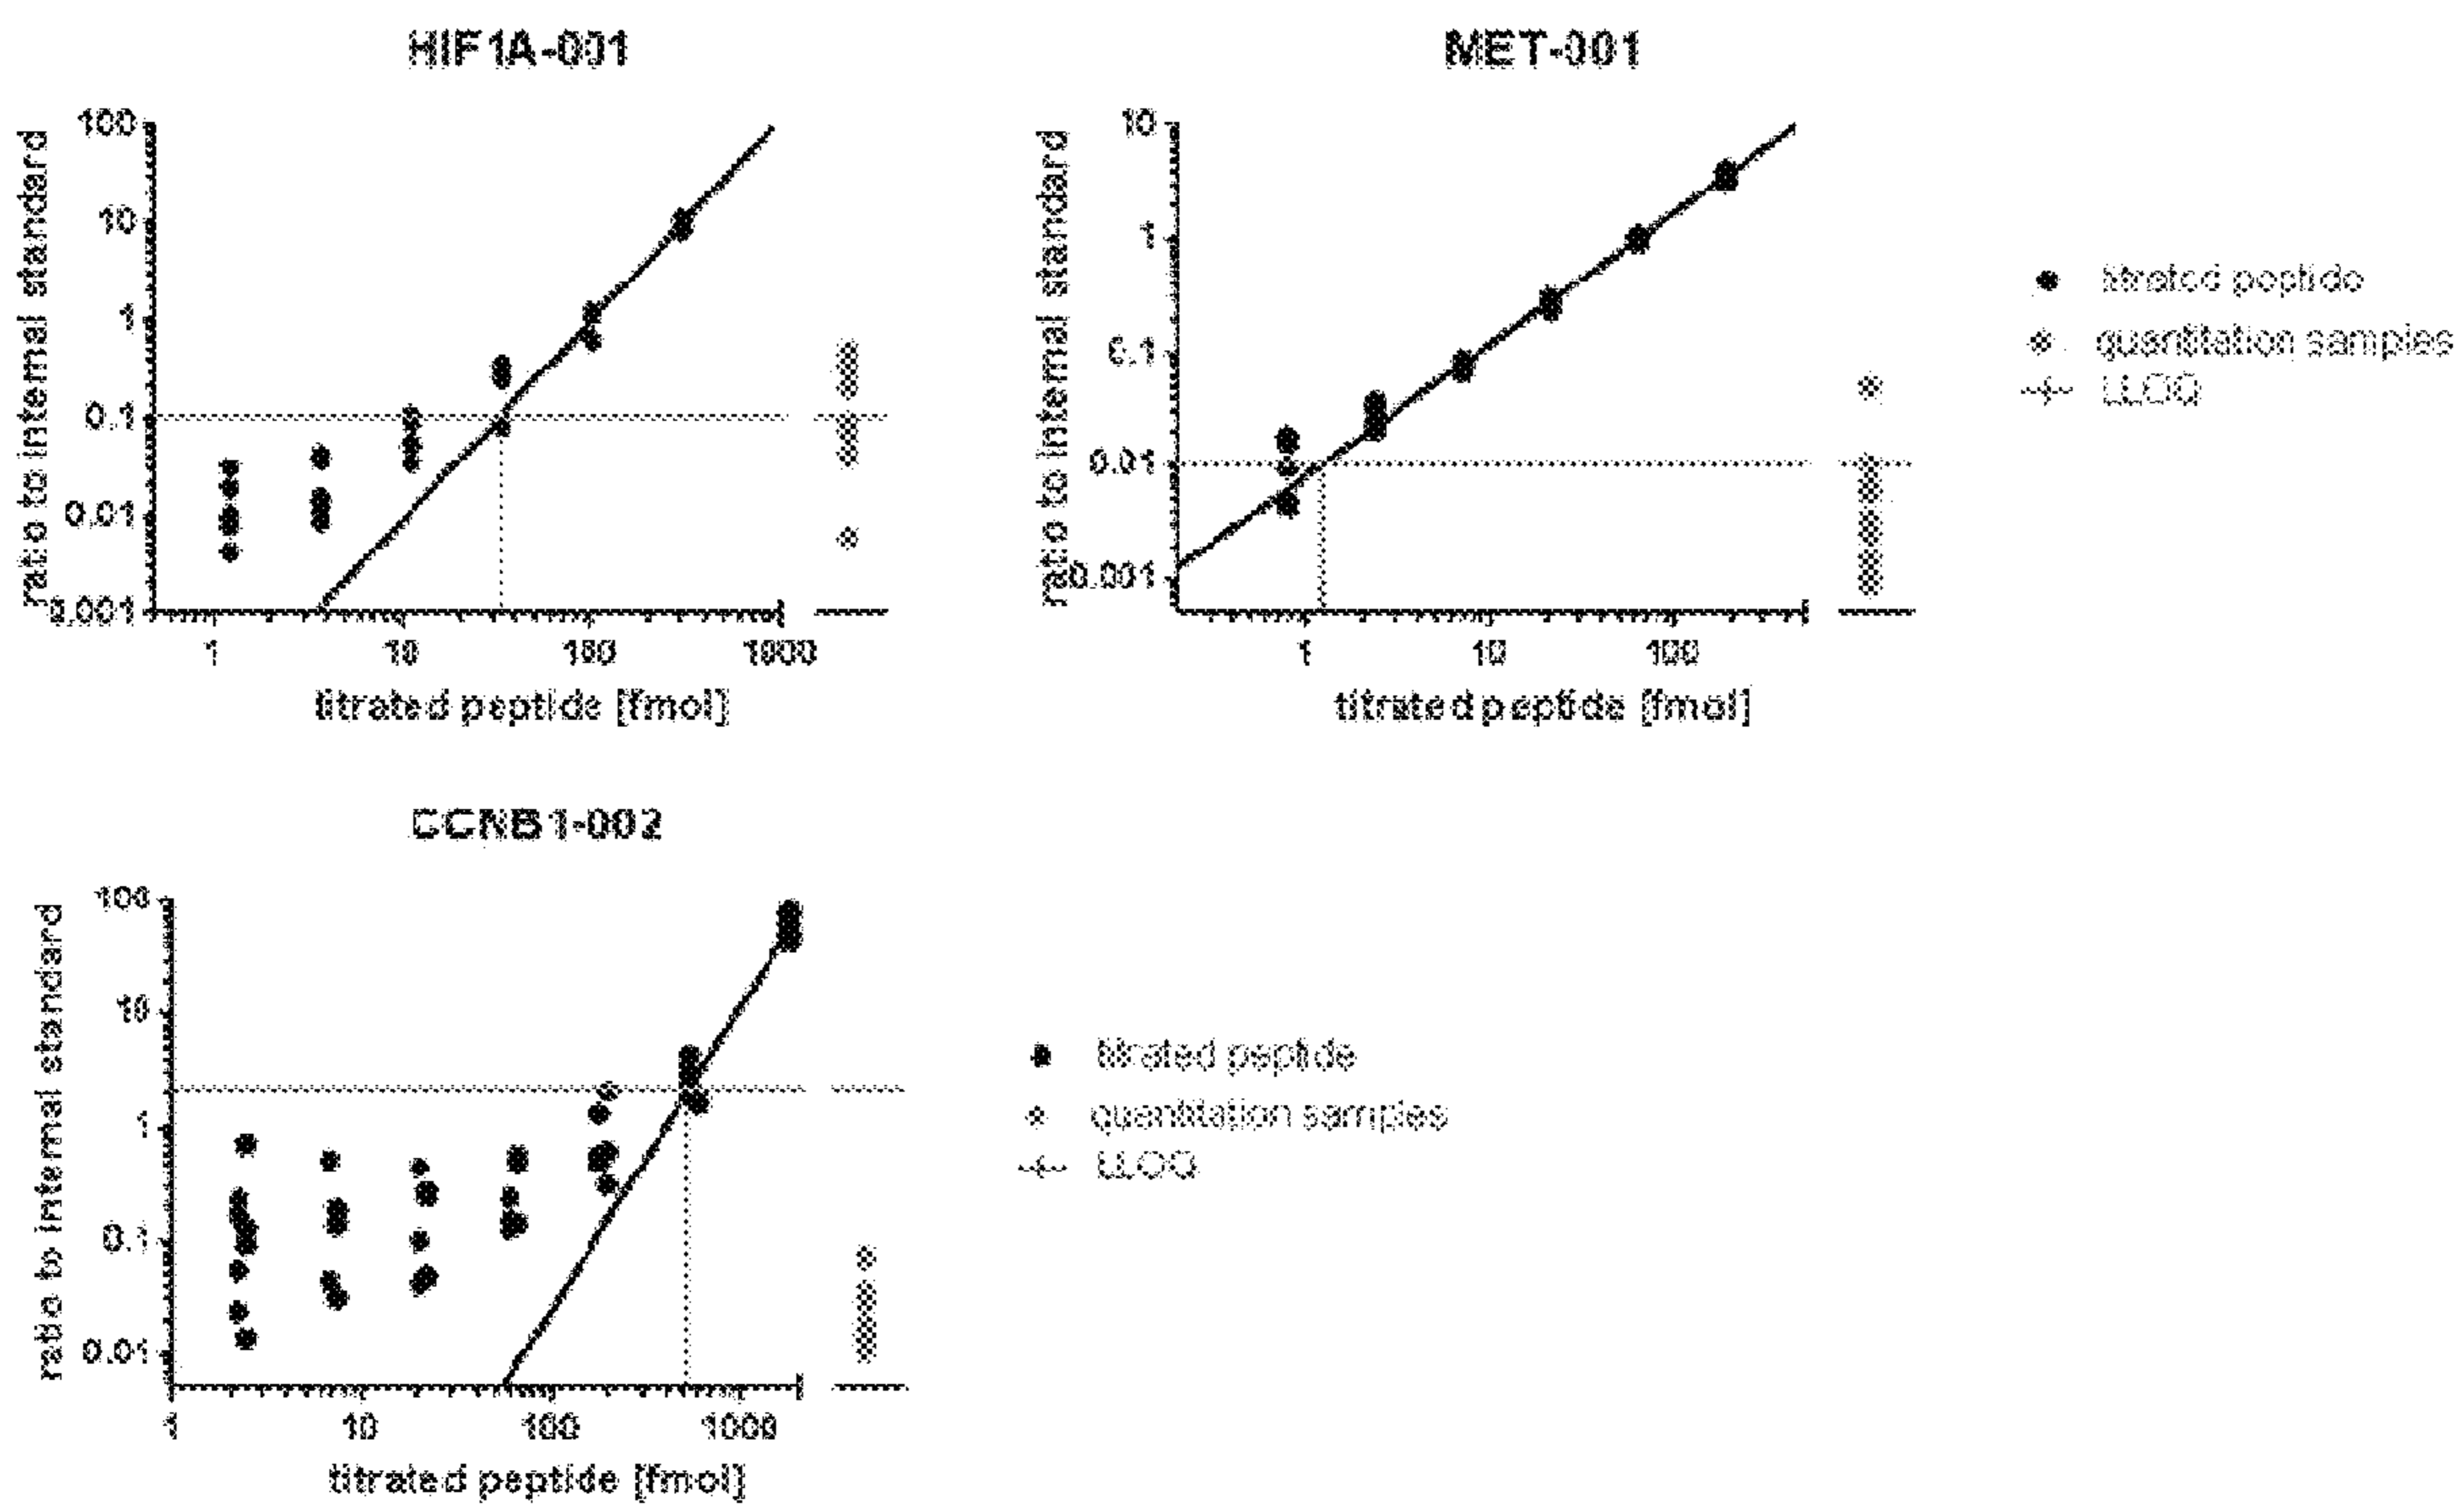 HIF1A-001
ratio to internal standard
100
10
1
0.1
0.01
0.001
1 10 100 1000
titrated peptide [fmol]
MET-001
ratio to internal standard
10
1
0.1
0.01
0.001
1 10 100
titrated peptide [fmol]
titrated peptide
quantitation samples
LLOQ
CCNB1-002
ratio to internal standard
100
10
1
0.1
0.01
1 10 100 1000
titrated peptide [fmol]
titrated peptide
quantitation samples
LLOQ